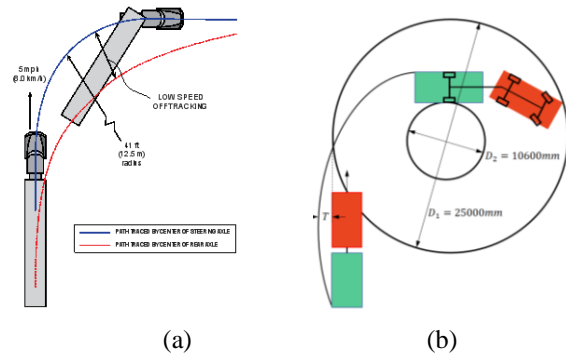 5 mph
(8.0 km/h)
LOW SPEED
OFFTRACKING
41 ft
(12.5 m)
radius
PATH TRACED BY CENTER OF STEERING AXLE
PATH TRACED BY CENTER OF REAR AXLE
(a)
D₂ = 10600mm
D₁ = 25000mm
T
(b)